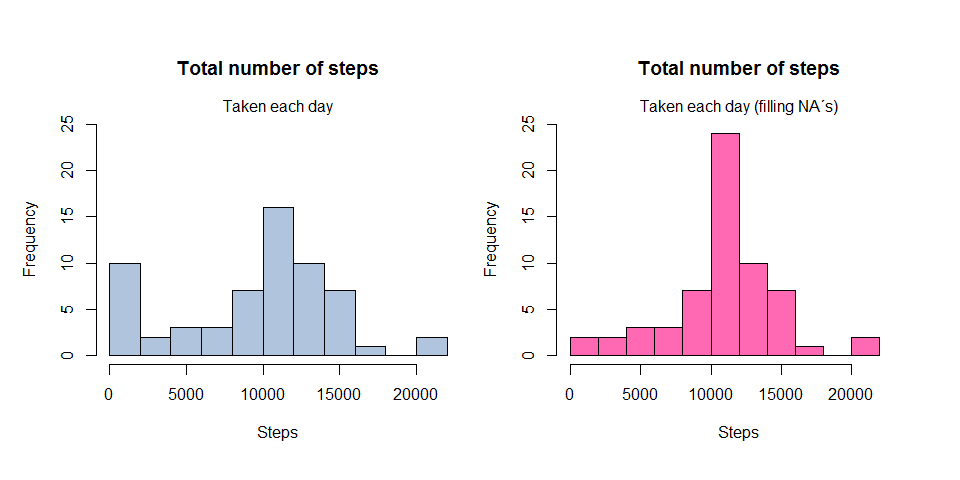 Total number of steps
Taken each day
25
20
15
10
5
0
Frequency
0 5000 10000 15000 20000
Steps
Total number of steps
Taken each day (filling NA´s)
25
20
15
10
5
0
Frequency
0 5000 10000 15000 20000
Steps